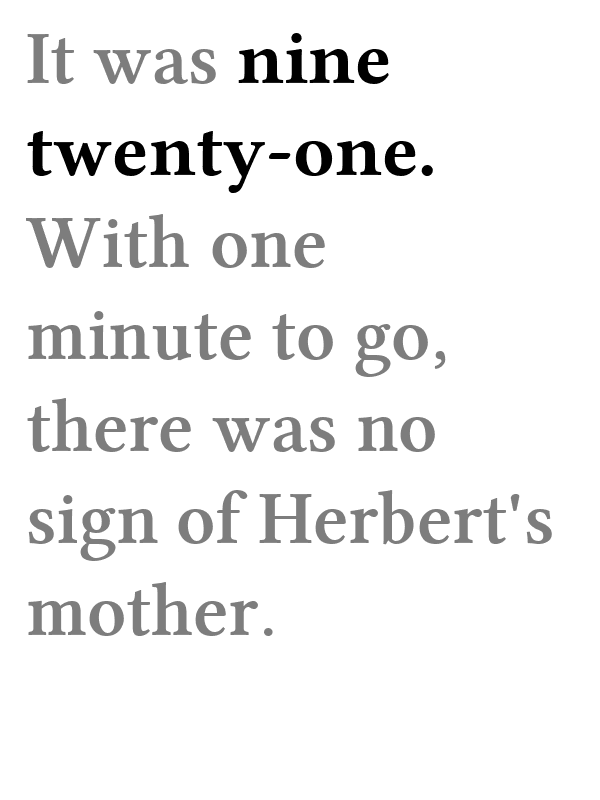 It was nine
twenty-one.
With one
minute to go,
there was no
sign of Herbert's
mother.